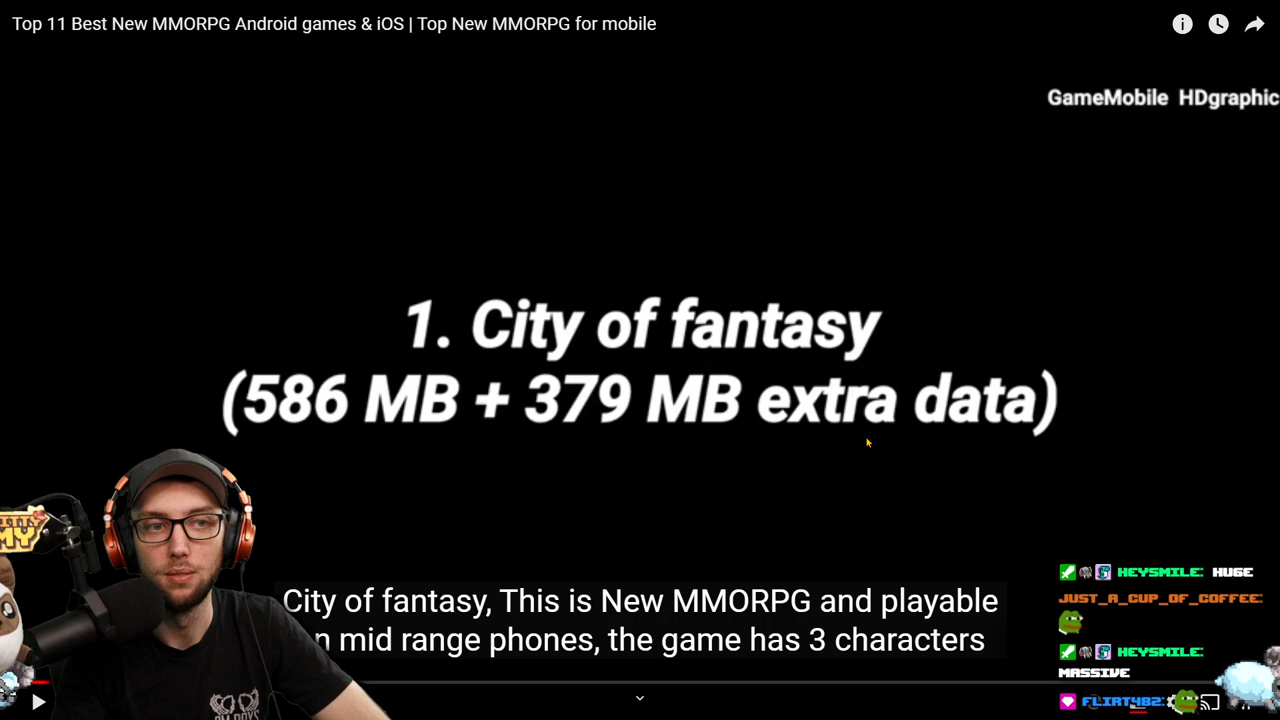 Top 11 Best New MMORPG Android games & iOS | Top New MMORPG for mobile
GameMobile HDgraphic
1. City of fantasy
(586 MB + 379 MB extra data)
City of fantasy, This is New MMORPG and playable
mid range phones, the game has 3 characters
HEYSMILE: HUGE
JUST_A_CUP_OF_COFFEE:
HEYSMILE:
MASSIVE
FLIRTY82: